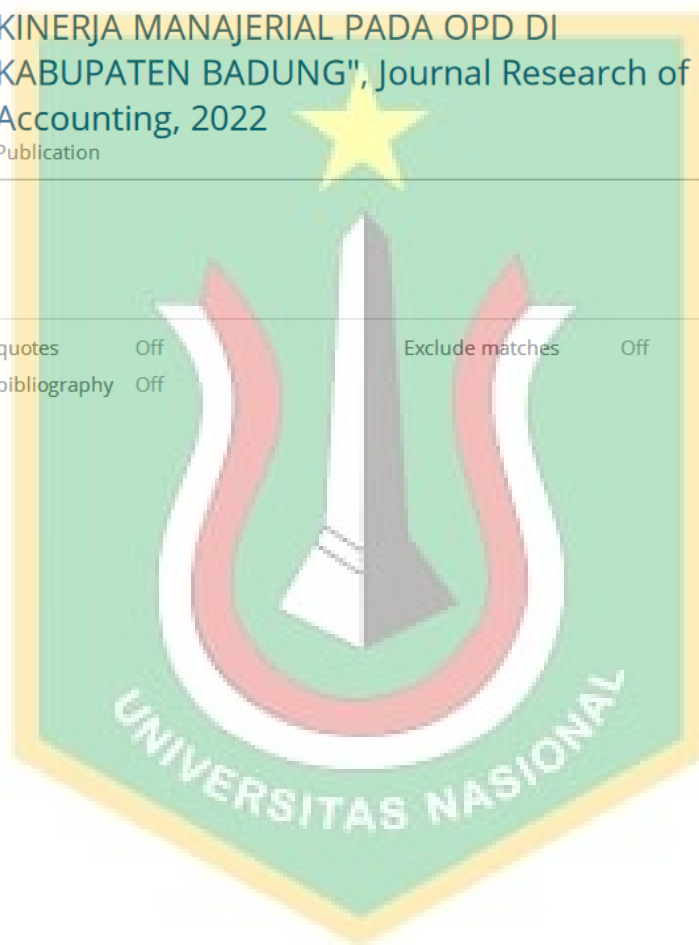 KINERJA MANAJERIAL PADA OPD DI
KABUPATEN BADUNG", Journal Research of
Accounting, 2022
Publication
quotes Off Exclude matches Off
bibliography Off
UNIVERSITAS NASIONAL